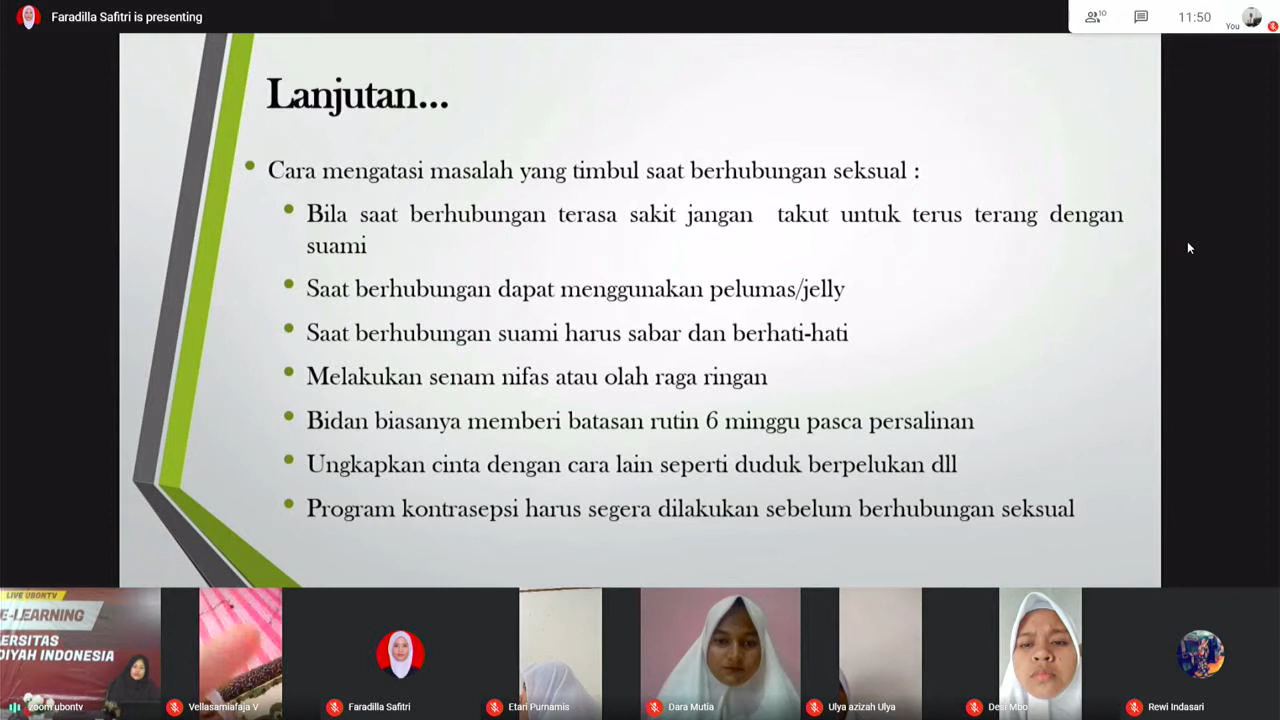 Faradilla Safitri is presenting
10
11:50
You
Lanjutan...
Cara mengatasi masalah yang timbul saat berhubungan seksual :
Bila saat berhubungan terasa sakit jangan takut untuk terus terang dengan
suami
Saat berhubungan dapat menggunakan pelumas/jelly
Saat berhubungan suami harus sabar dan berhati-hati
Melakukan senam nifas atau olah raga ringan
Bidan biasanya memberi batasan rutin 6 minggu pasca persalinan
Ungkapkan cinta dengan cara lain seperti duduk berpelukan dll
Program kontrasepsi harus segera dilakukan sebelum berhubungan seksual
LIVE UBONTV
E-LEARNING
ERSITAS
DIYAH INDONESIA
zoom ubontv
Vellasamiafaja V
Faradilla Safitri
Etari Purnamis
Dara Mutia
Ulya azizah Ulya
Desi Mbo
Rewi Indasari